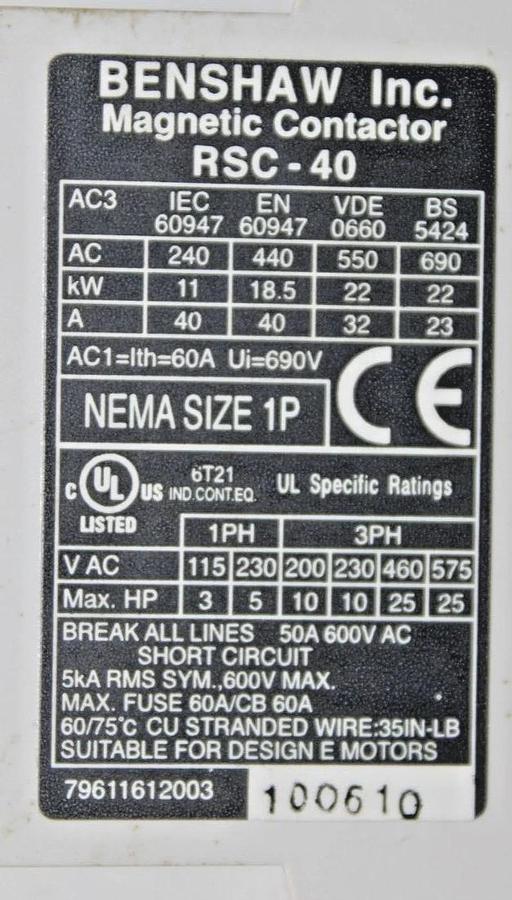 BENSHAW Inc.
Magnetic Contactor
RSC - 40
AC3 IEC 60947 EN 60947 VDE 0660 BS 5424
AC 240 440 550 690
kW 11 18.5 22 22
A 40 40 32 23
AC1=Ith=60A Ui=690V
CE
NEMA SIZE 1P
c UL US LISTED 6T21 IND.CONT.EQ. UL Specific Ratings
1PH 3PH
V AC 115 230 200 230 460 575
Max. HP 3 5 10 10 25 25
BREAK ALL LINES 50A 600V AC
SHORT CIRCUIT
5kA RMS SYM.,600V MAX.
MAX. FUSE 60A/CB 60A
60/75°c CU STRANDED WIRE:35IN-LB
SUITABLE FOR DESIGN E MOTORS
79611612003 100610